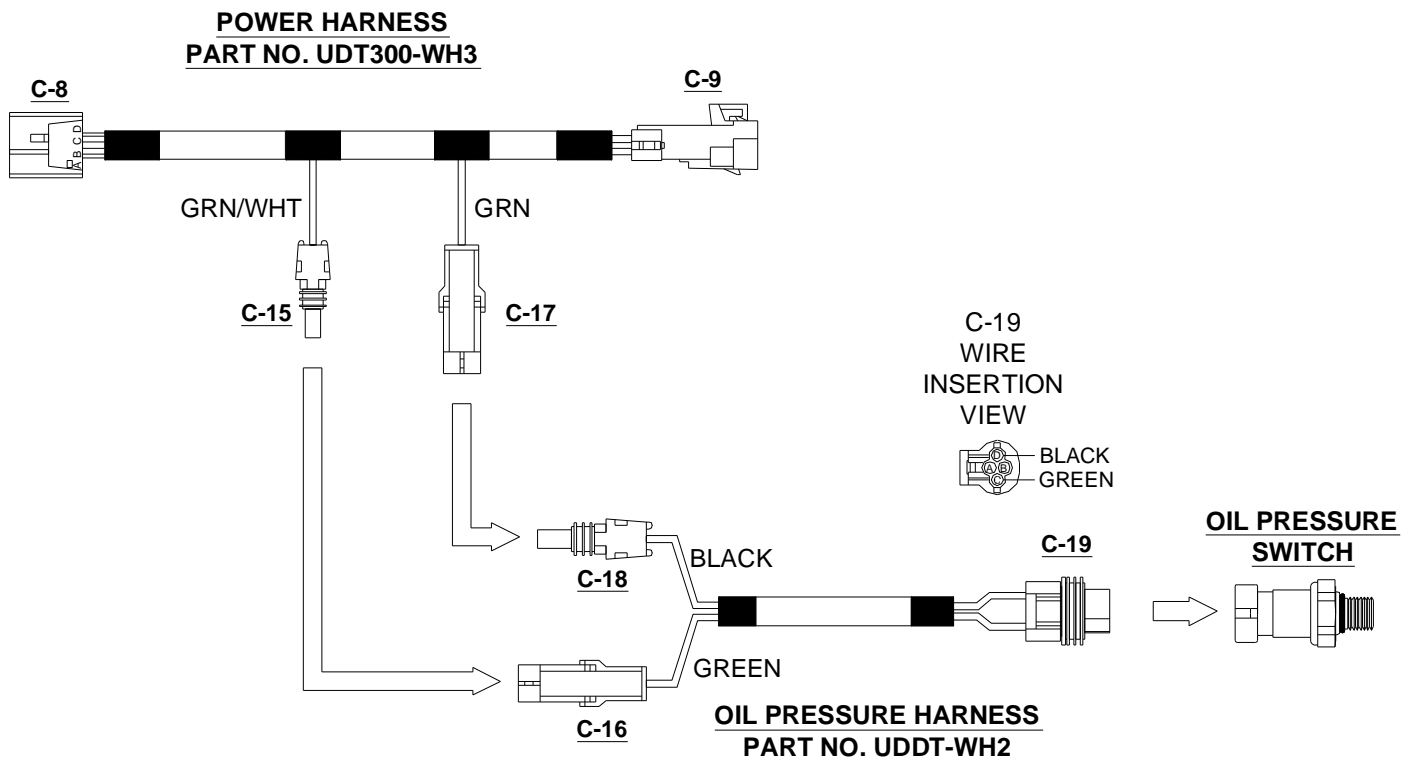 POWER HARNESS
PART NO. UDT300-WH3
C-8
C-9
A B C D
GRN/WHT
GRN
C-15
C-17
C-19
WIRE
INSERTION
VIEW
D
A B
C
BLACK
GREEN
OIL PRESSURE
SWITCH
C-19
C-18
BLACK
GREEN
C-16
OIL PRESSURE HARNESS
PART NO. UDDT-WH2